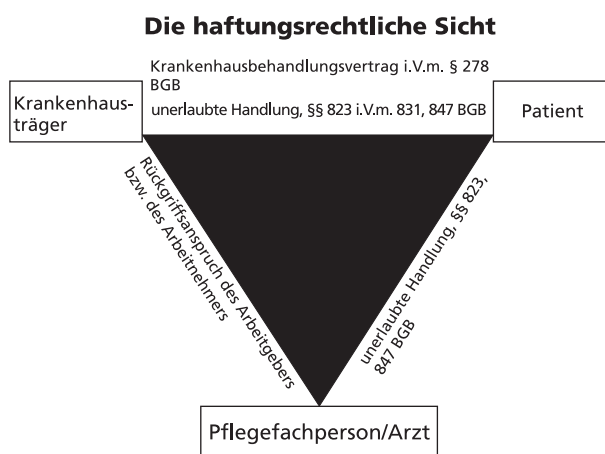 Die haftungsrechtliche Sicht
Krankenhausbehandlungsvertrag i.V.m. § 278
BGB
unerlaubte Handlung, §§ 823 i.V.m. 831, 847 BGB
Krankenhaus-
träger
Patient
Rückgriffsanspruch des Arbeitgebers
bzw. des Arbeitnehmers
unerlaubte Handlung, §§ 823,
847 BGB
Pflegefachperson/Arzt